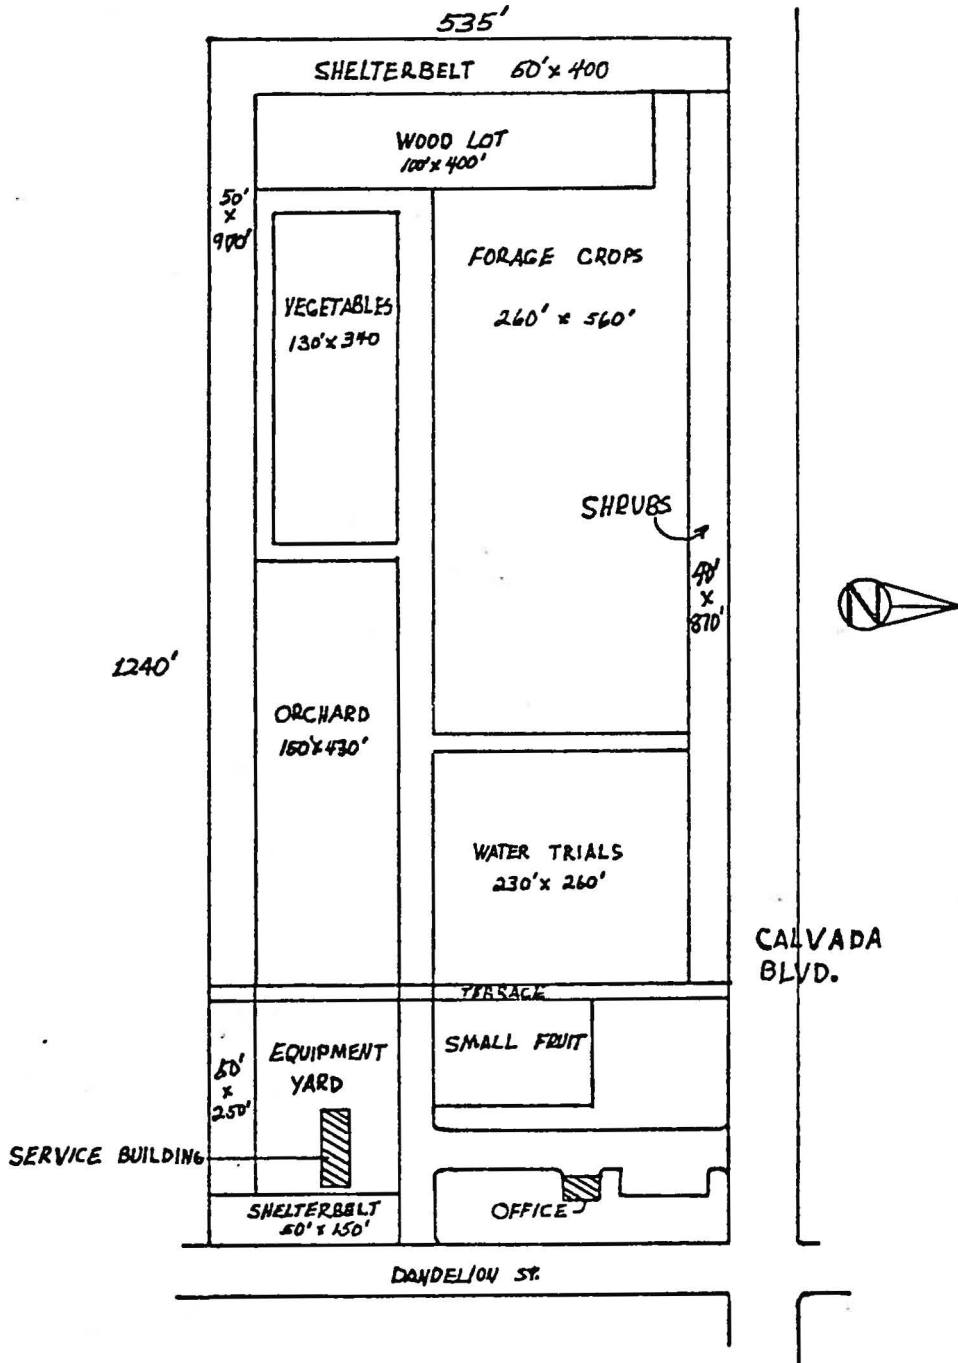 535'
SHELTERBELT 50' x 400
WOOD LOT
100' x 400'
50'
x
900'
VEGETABLES
130' x 340
FORAGE CROPS
260' x 560'
SHRUBS
40'
x
870'
N
1240'
ORCHARD
150' x 430'
WATER TRIALS
230' x 260'
CALVADA
BLVD.
TERRACE
SMALL FRUIT
EQUIPMENT
YARD
50'
x
250'
SERVICE BUILDING
SHELTERBELT
50' x 150'
OFFICE
DANDELION ST.